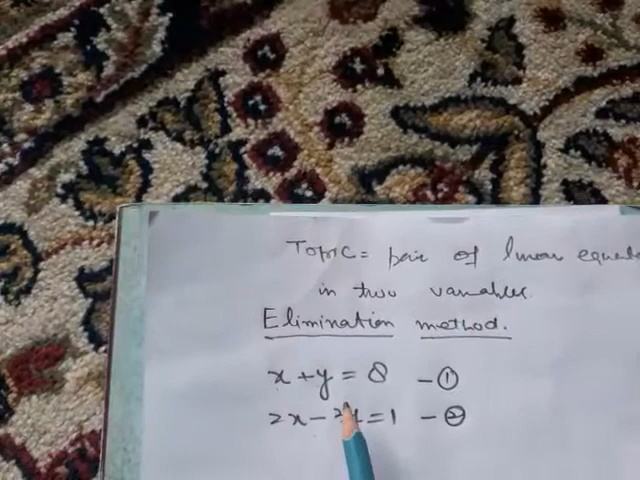 Topic = pair of linear
in two variables.
Elimination method.
x + y = 8 - ①
2x - = 1 - ②